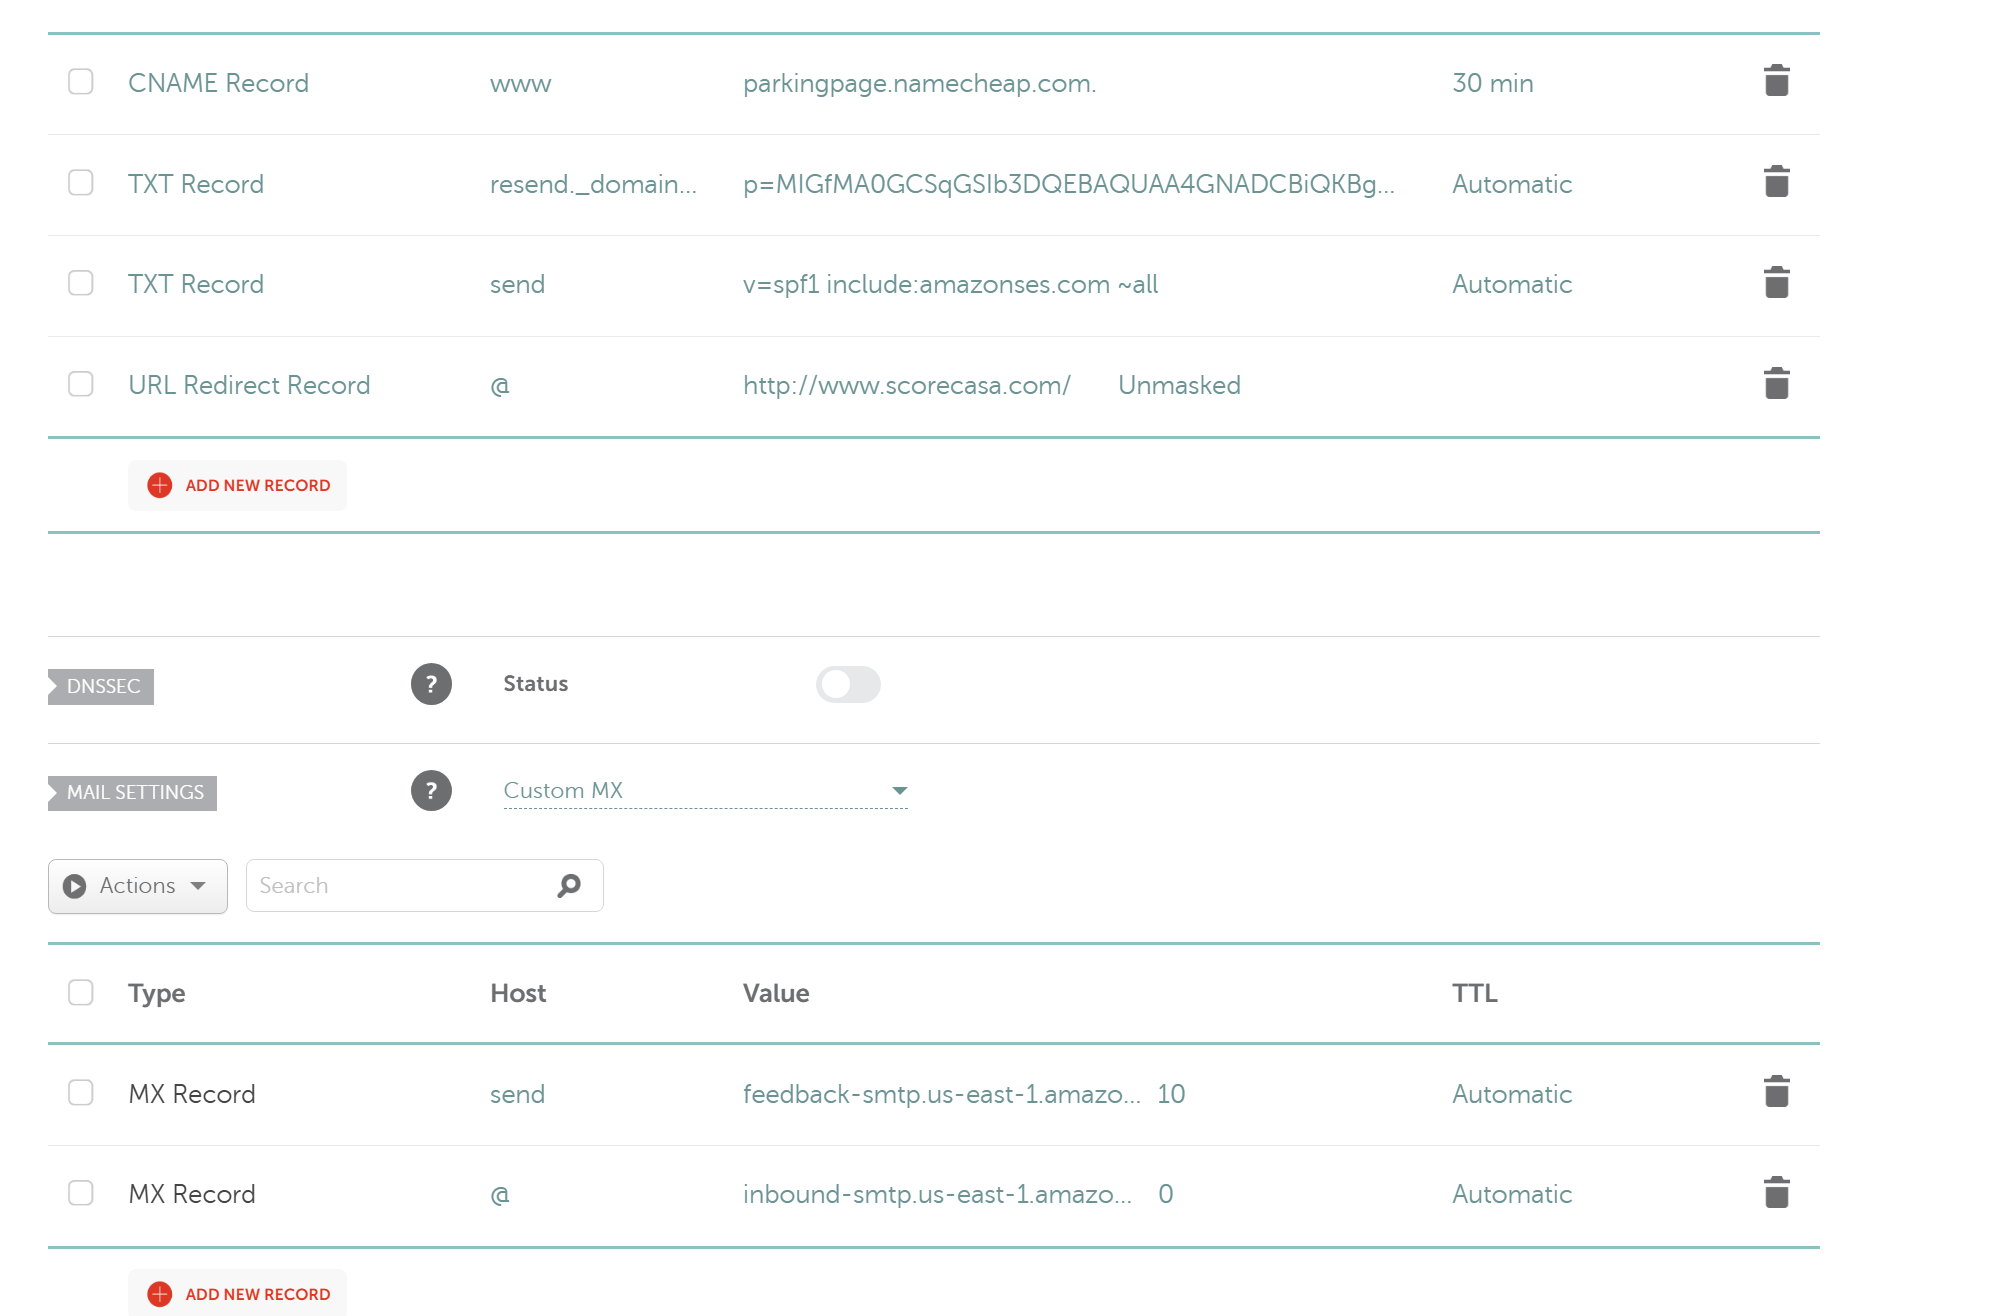 CNAME Record www parkingpage.namecheap.com. 30 min
TXT Record resend._domain... p=MIGfMA0GCSqGSIb3DQEBAQUAA4GNADCBiQKBg... Automatic
TXT Record send v=spf1 include:amazonses.com ~all Automatic
URL Redirect Record @ http://www.scorecasa.com/ Unmasked
ADD NEW RECORD
DNSSEC ? Status
MAIL SETTINGS ? Custom MX
Actions Search
Type Host Value TTL
MX Record send feedback-smtp.us-east-1.amazo... 10 Automatic
MX Record @ inbound-smtp.us-east-1.amazo... 0 Automatic
ADD NEW RECORD